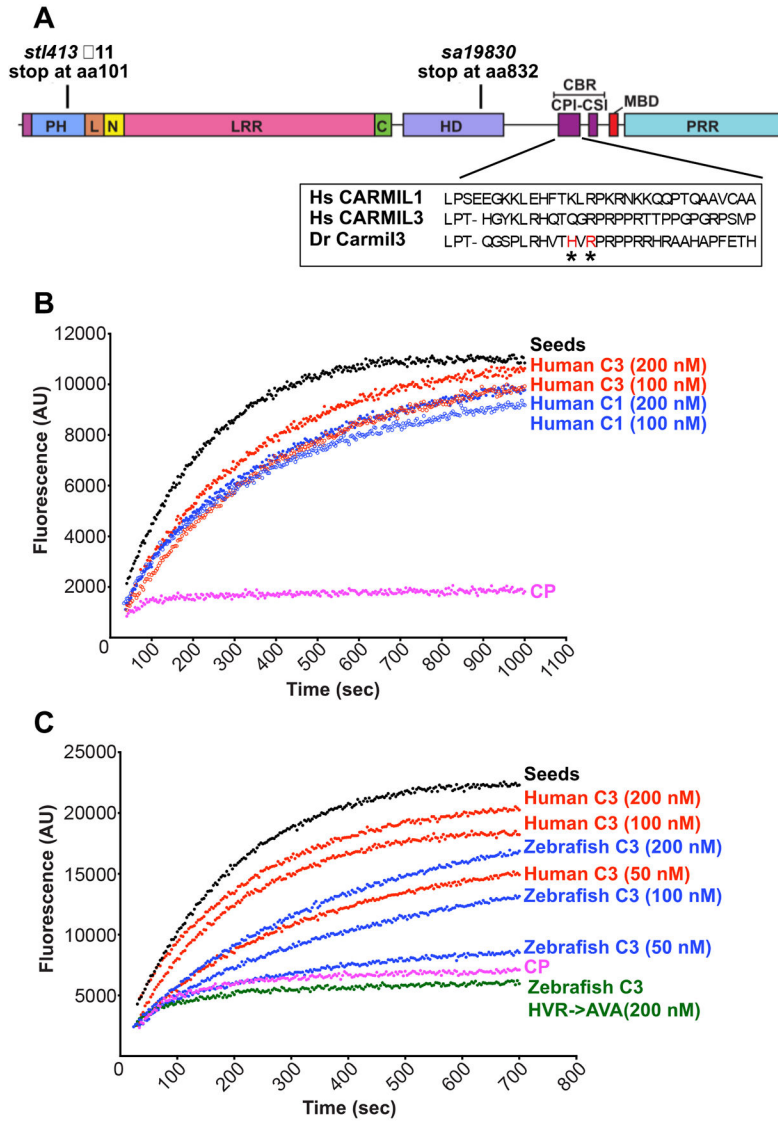 A
stl413 □11
stop at aa101
sa19830
stop at aa832
CBR
CPI-CSI
MBD
PH
L
N
LRR
C
HD
PRR
Hs CARMIL1 LPSEEGKKLEHFTKLRPKRNKKQQPTQAAVCAA
Hs CARMIL3 LPT- HGYKLRHQTQGRPRPPRTTPPGPGRPSMP
Dr Carmil3 LPT- QGSPLRHVTHVRPRPPRRHRAAHAPFETH
* *
B
12000
10000
8000
6000
4000
2000
0
Fluorescence (AU)
Seeds
Human C3 (200 nM)
Human C3 (100 nM)
Human C1 (200 nM)
Human C1 (100 nM)
CP
100 200 300 400 500 600 700 800 900 1000 1100
Time (sec)
C
25000
20000
15000
10000
5000
0
Fluorescence (AU)
Seeds
Human C3 (200 nM)
Human C3 (100 nM)
Zebrafish C3 (200 nM)
Human C3 (50 nM)
Zebrafish C3 (100 nM)
Zebrafish C3 (50 nM)
CP
Zebrafish C3
HVR->AVA(200 nM)
100 200 300 400 500 600 700 800
Time (sec)